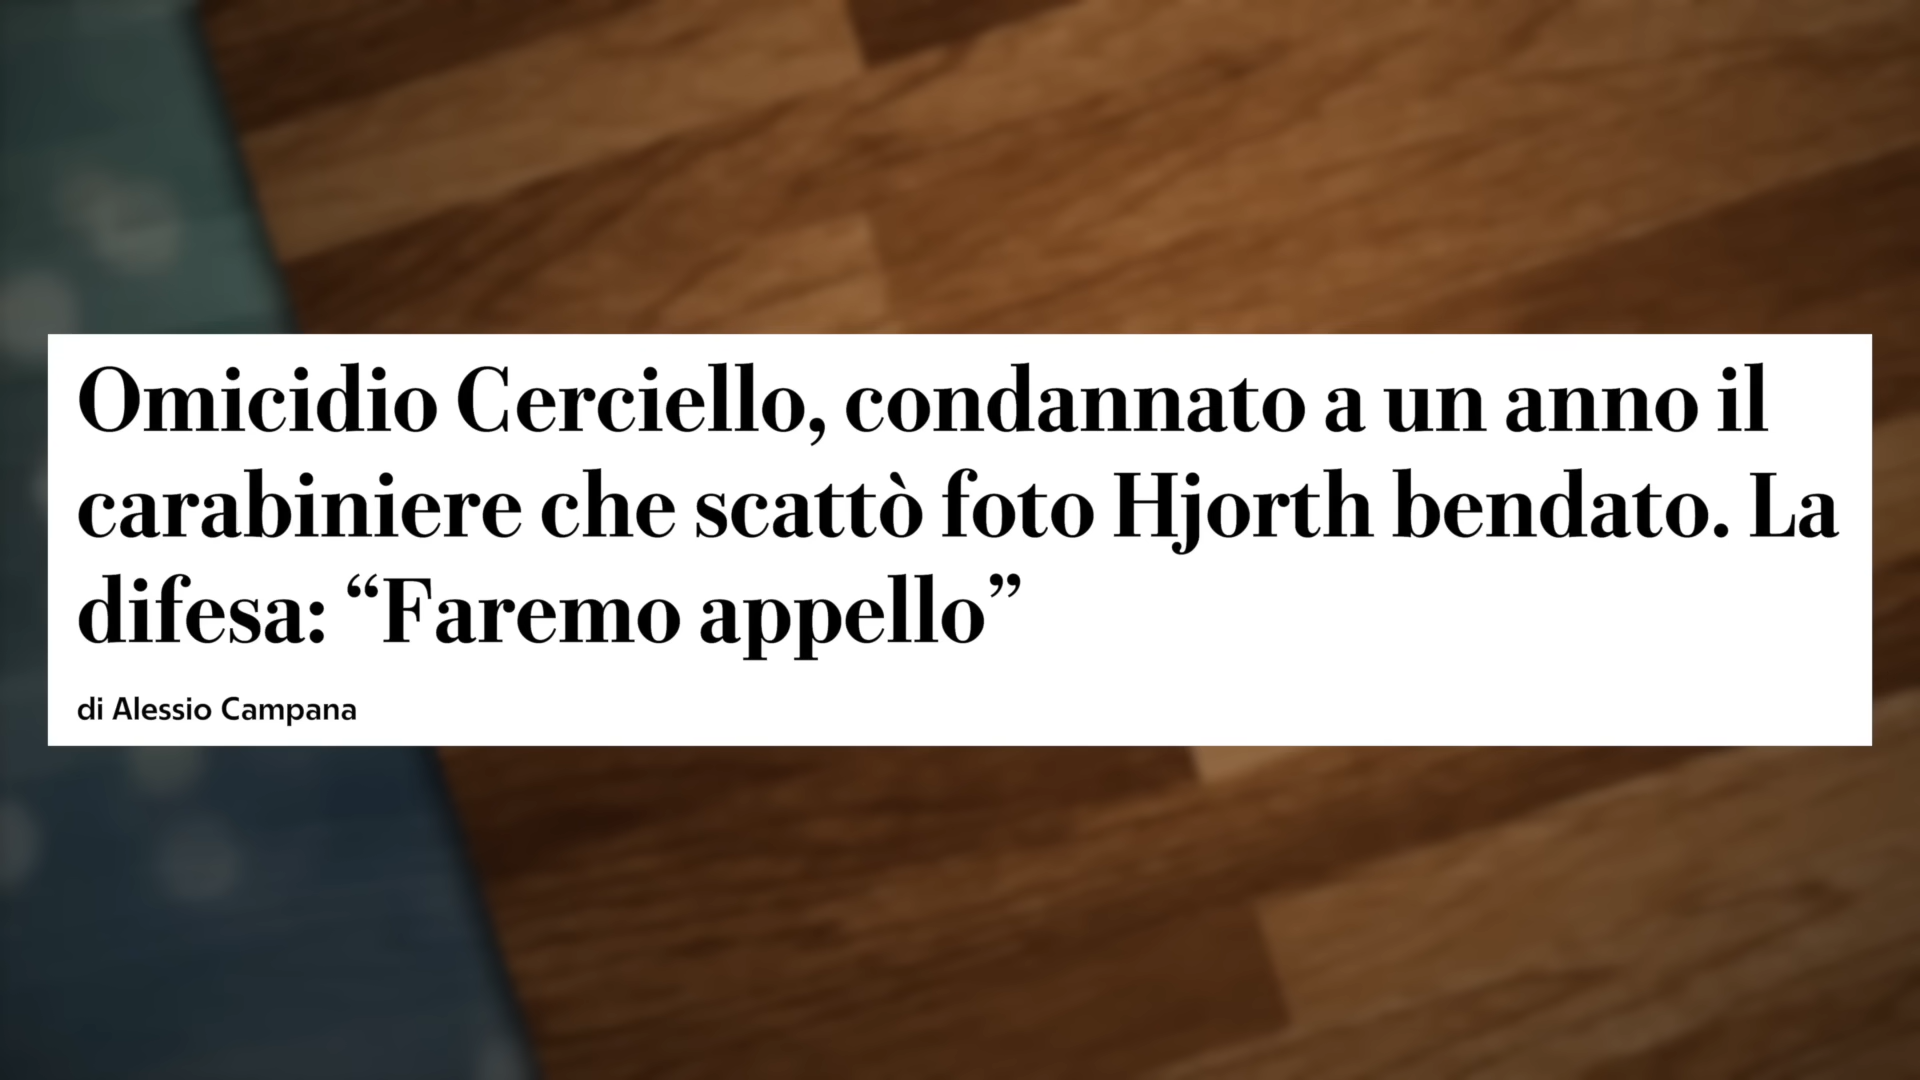 Omicidio Cerciello, condannato a un anno il
carabiniere che scattò foto Hjorth bendato. La
difesa: “Faremo appello”
di Alessio Campana